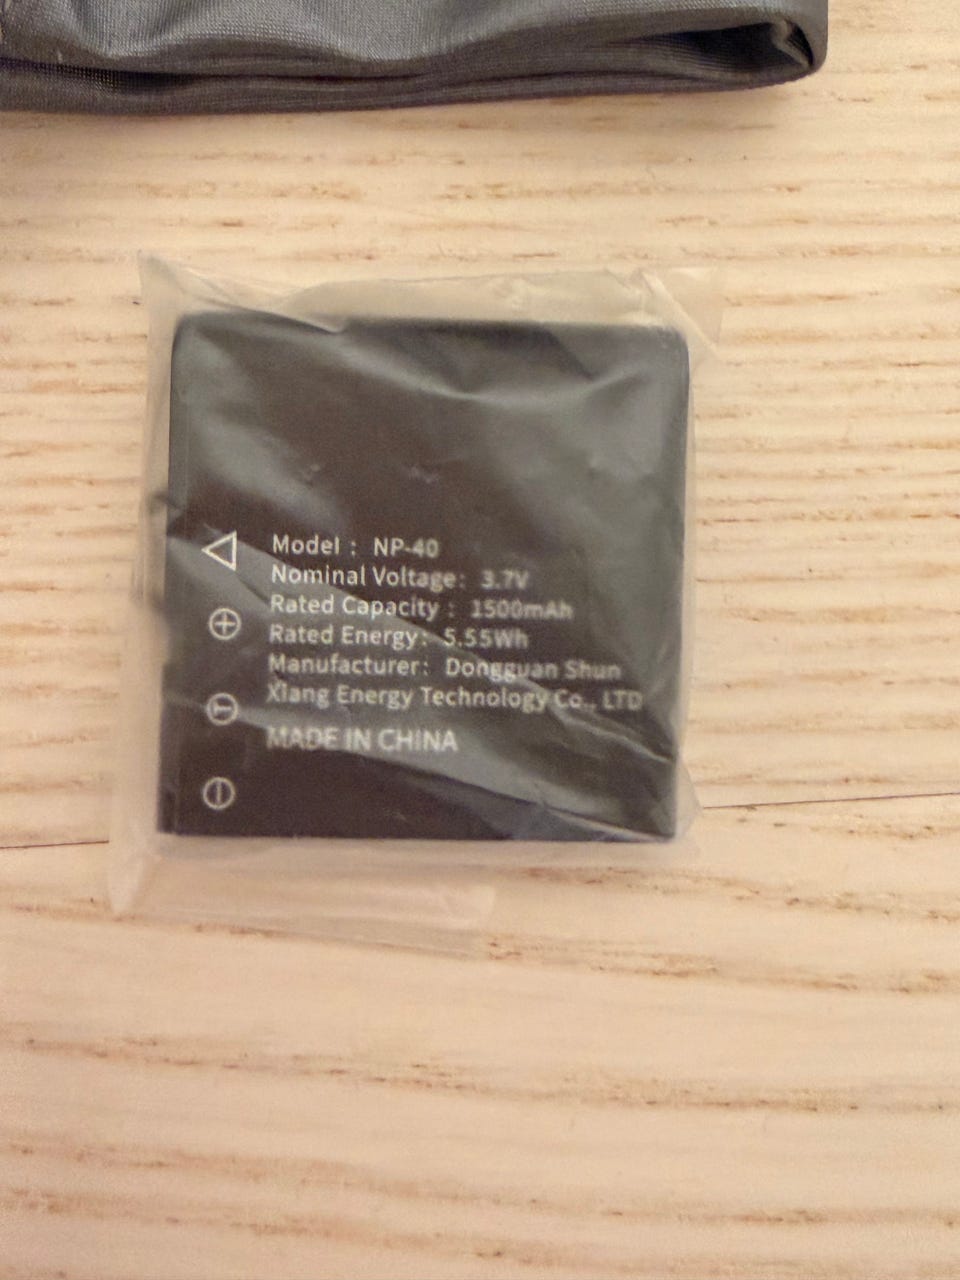 Model : NP-40
Nominal Voltage: 3.7V
Rated Capacity : 1500mAh
Rated Energy: 5.55Wh
Manufacturer: Dongguan Shun
Xiang Energy Technology Co., LTD
MADE IN CHINA